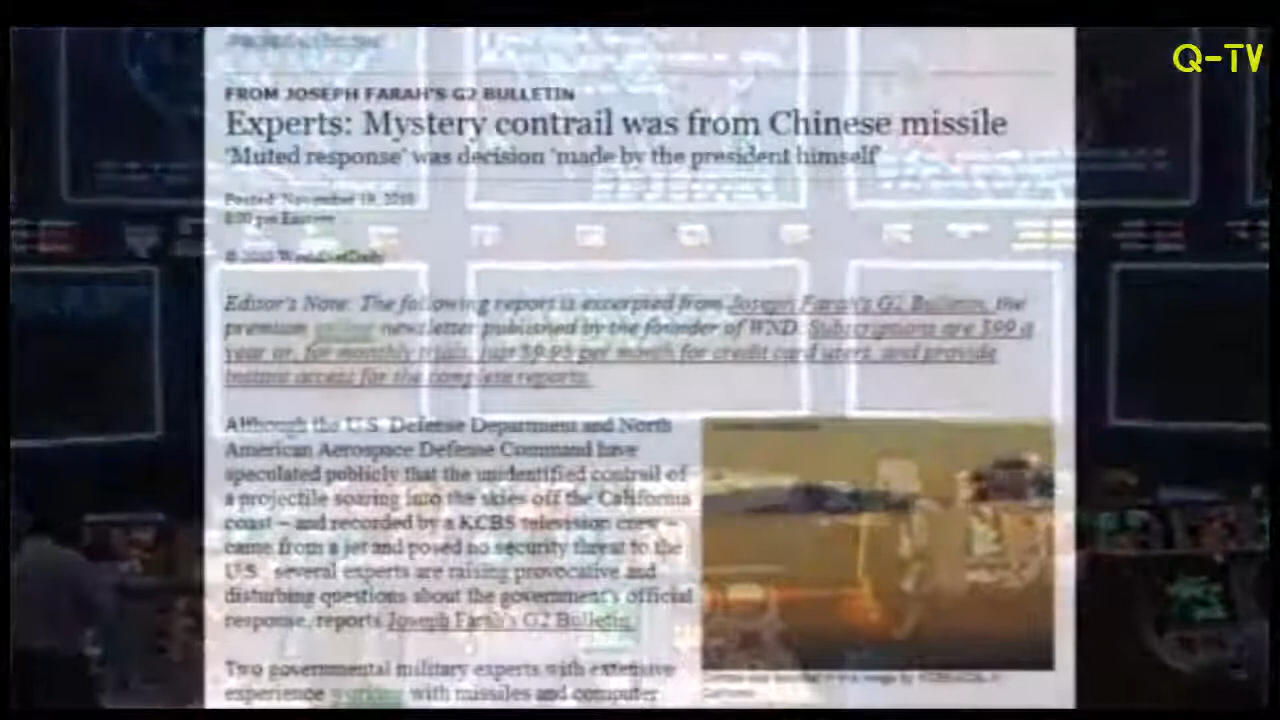 Q-TV
FROM JOSEPH FARAH'S G2 BULLETIN
Experts: Mystery contrail was from Chinese missile
'Muted response' was decision 'made by the president himself'
Posted: November 19, 2010
8:00 pm Eastern
© 2010 WorldNetDaily
Editor's Note: The following report is excerpted from Joseph Farah's G2 Bulletin, the
premium online newsletter published by the founder of WND. Subscriptions are $99 a
year or, for monthly trials, just $9.95 per month for credit card users, and provide
instant access for the complete reports.
Although the U.S. Defense Department and North
American Aerospace Defense Command have
speculated publicly that the unidentified contrail of
a projectile soaring into the skies off the California
coast – and recorded by a KCBS television crew –
came from a jet and posed no security threat to the
U.S., several experts are raising provocative and
disturbing questions about the government's official
response, reports Joseph Farah's G2 Bulletin.
Two governmental military experts with extensive
experience working with missiles and computer